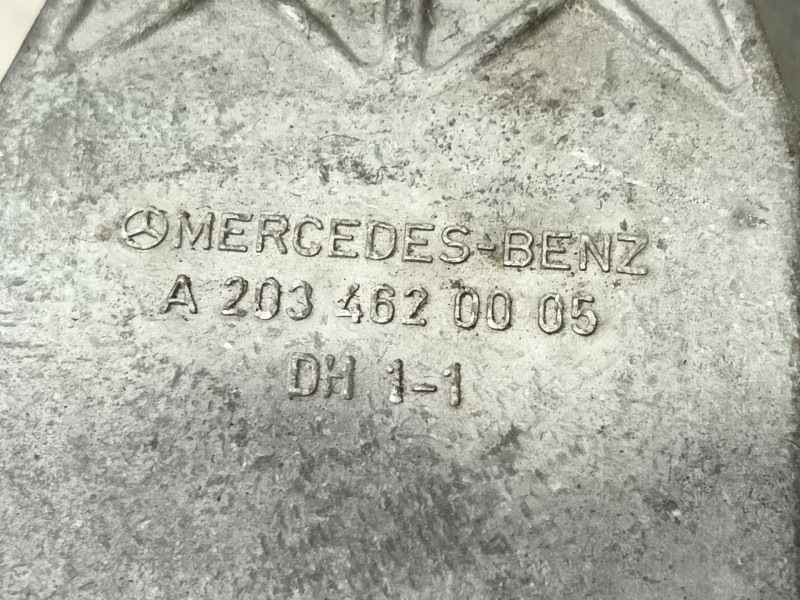 MERCEDES-BENZ
A 203 462 00 05
DH 1-1